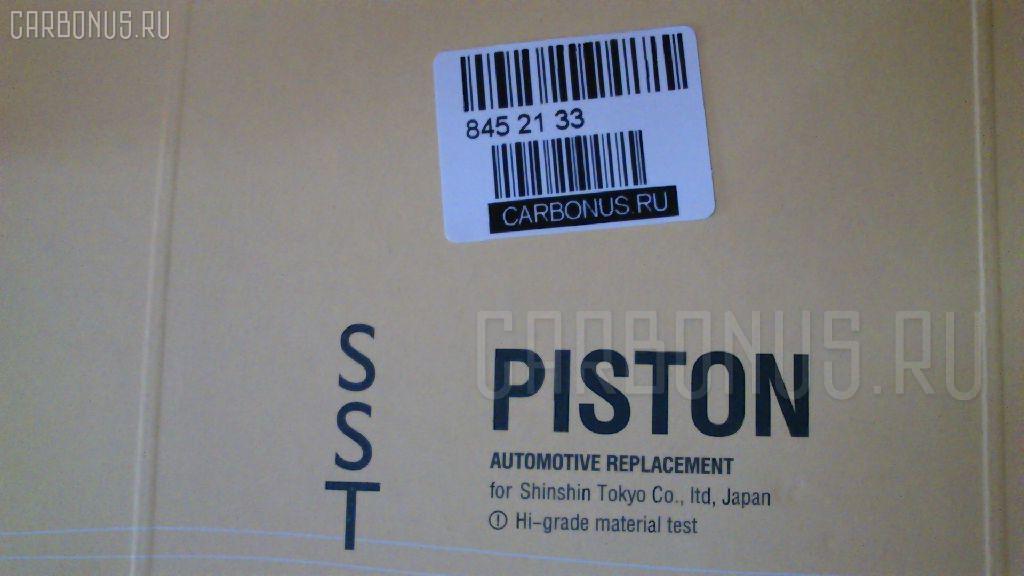 CARBONUS.RU
845 21 33
CARBONUS.RU
CARBONUS.RU
SST
PISTON
AUTOMOTIVE REPLACEMENT
for Shinshin Tokyo Co., ltd, Japan
! Hi-grade material test